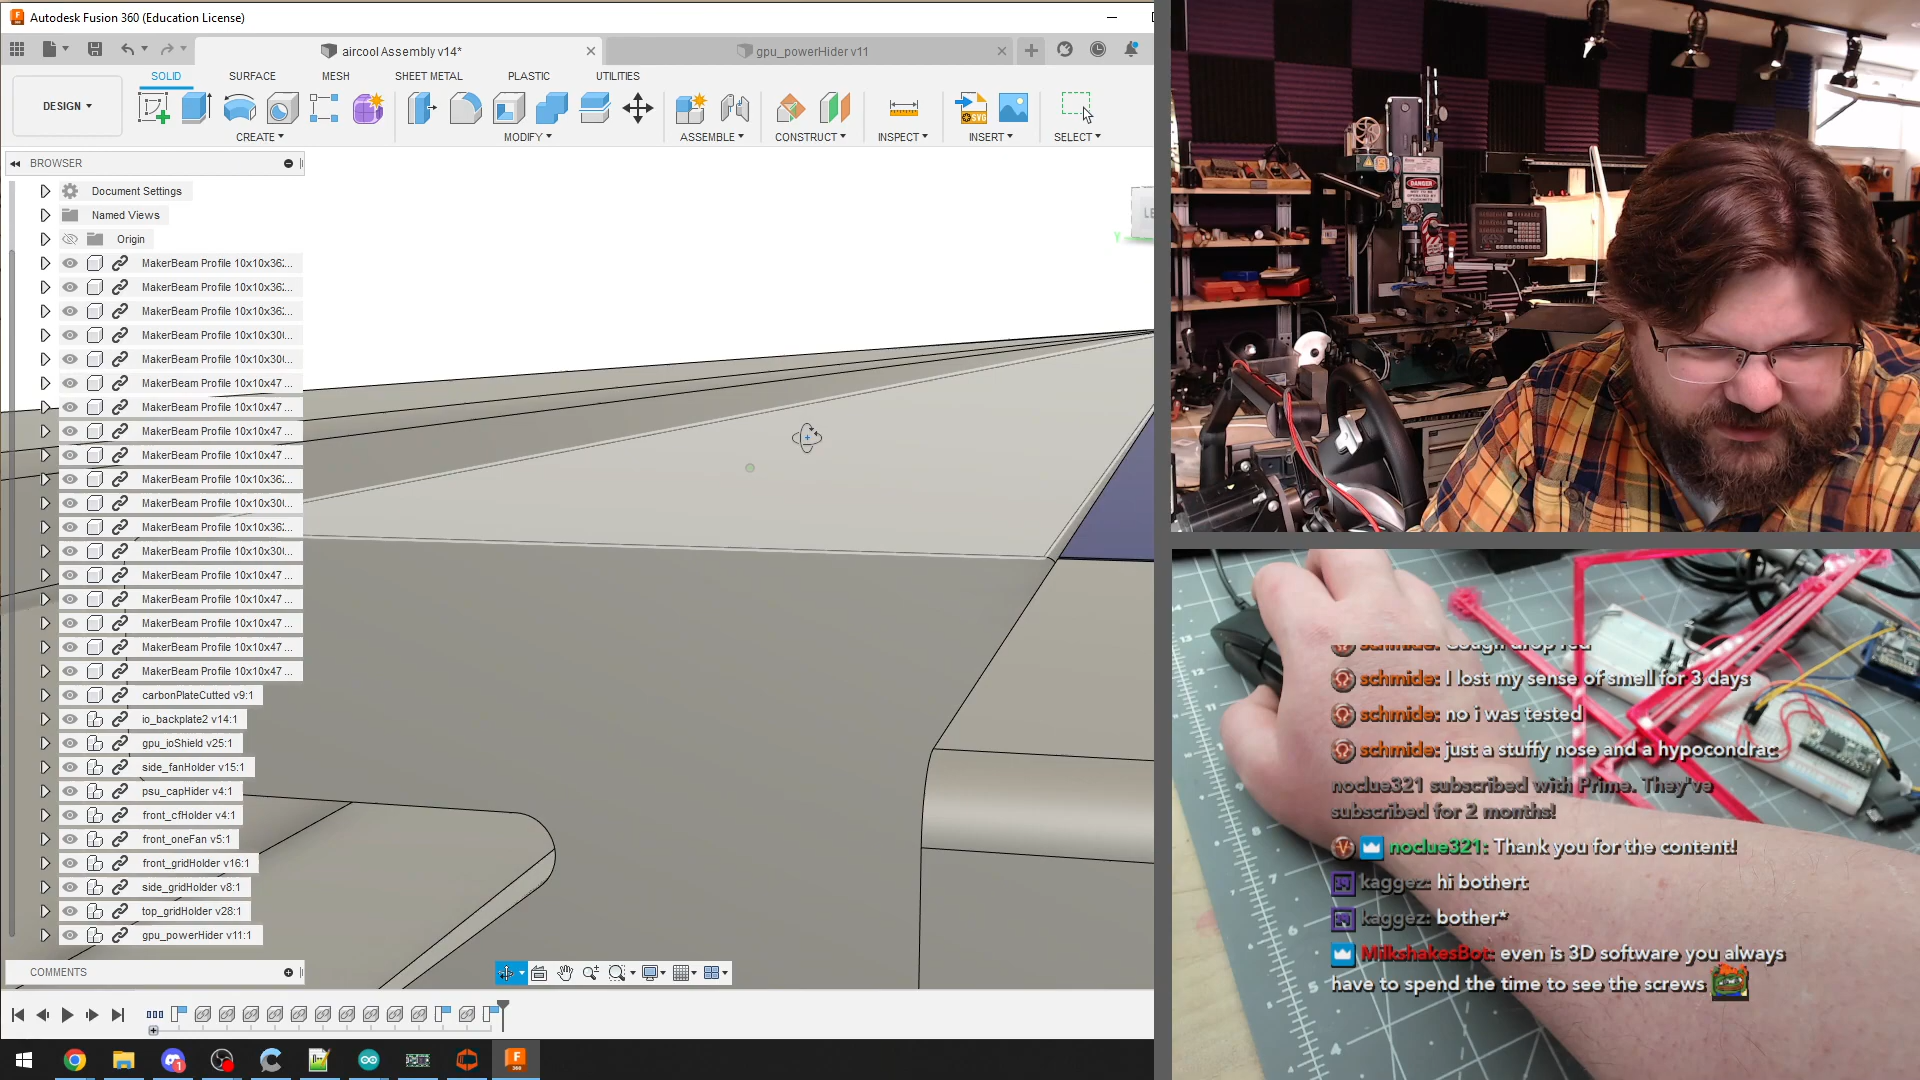 Autodesk Fusion 360 (Education License)
aircool Assembly v14*
gpu_powerHider v11
DESIGN
SOLID
SURFACE
MESH
SHEET METAL
PLASTIC
UTILITIES
CREATE
MODIFY
ASSEMBLE
CONSTRUCT
INSPECT
INSERT
SELECT
BROWSER
Document Settings
Named Views
Origin
MakerBeam Profile 10x10x36:...
MakerBeam Profile 10x10x36:...
MakerBeam Profile 10x10x36:...
MakerBeam Profile 10x10x30(...
MakerBeam Profile 10x10x30(...
MakerBeam Profile 10x10x47 ...
MakerBeam Profile 10x10x47 ...
MakerBeam Profile 10x10x47 ...
MakerBeam Profile 10x10x47 ...
MakerBeam Profile 10x10x36:...
MakerBeam Profile 10x10x30(...
MakerBeam Profile 10x10x36:...
MakerBeam Profile 10x10x30(...
MakerBeam Profile 10x10x47 ...
MakerBeam Profile 10x10x47 ...
MakerBeam Profile 10x10x47 ...
MakerBeam Profile 10x10x47 ...
MakerBeam Profile 10x10x47 ...
carbonPlateCutted v9:1
io_backplate2 v14:1
gpu_ioShield v25:1
side_fanHolder v15:1
psu_capHider v4:1
front_cfHolder v4:1
front_oneFan v5:1
front_gridHolder v16:1
side_gridHolder v8:1
top_gridHolder v28:1
gpu_powerHider v11:1
COMMENTS
Y
DANGER
schmide: Cough drop red
schmide: I lost my sense of smell for 3 days
schmide: no i was tested
schmide: just a stuffy nose and a hypocondrac
noclue321 subscribed with Prime. They've
subscribed for 2 months!
noclue321: Thank you for the content!
kaggez: hi bothert
kaggez: bother*
MilkshakesBot: even is 3D software you always
have to spend the time to see the screws